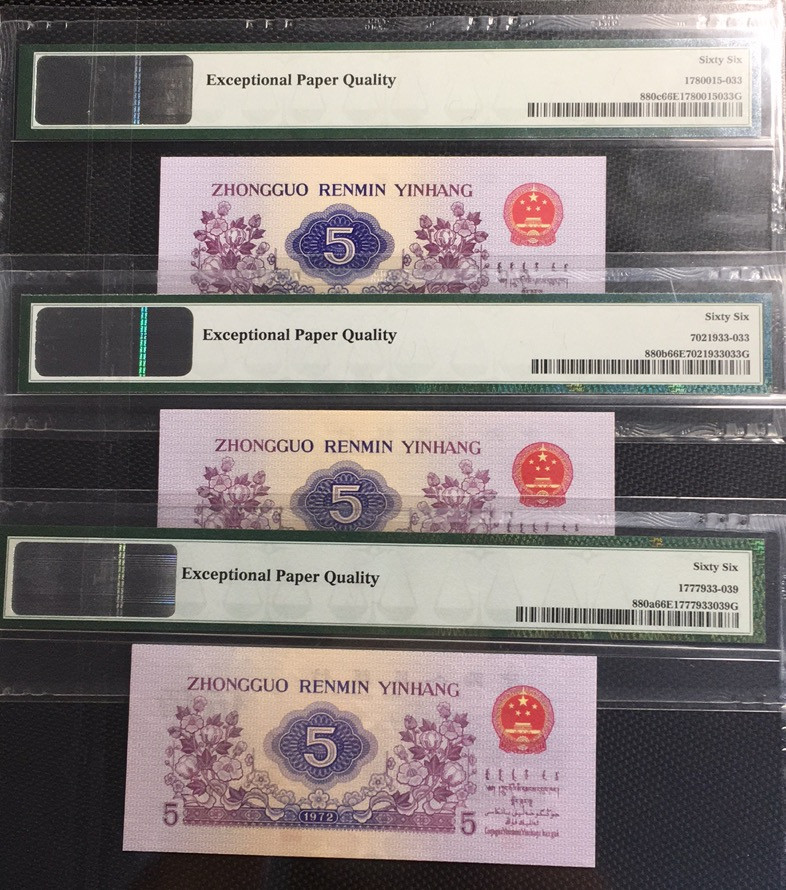 Sixty Six
Exceptional Paper Quality
1780015-033
880c66E1780015033G
ZHONGGUO RENMIN YINHANG
5
Sixty Six
Exceptional Paper Quality
7021933-033
880b66E7021933033G
ZHONGGUO RENMIN YINHANG
5
Sixty Six
Exceptional Paper Quality
1777933-039
880a66E1777933039G
ZHONGGUO RENMIN YINHANG
5
5
1972
5